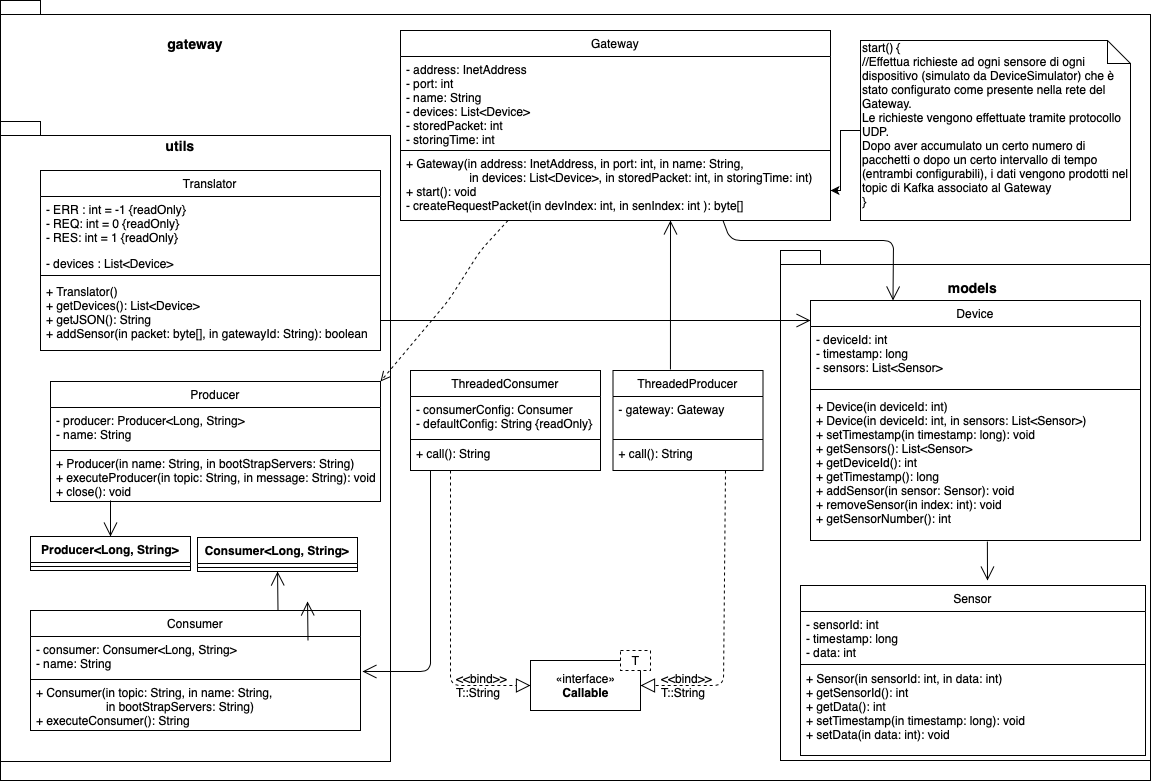 gateway
Gateway
- address: InetAddress
- port: int
- name: String
- devices: List<Device>
- storedPacket: int
- storingTime: int
+ Gateway(in address: InetAddress, in port: int, in name: String,
in devices: List<Device>, in storedPacket: int, in storingTime: int)
+ start(): void
- createRequestPacket(in devIndex: int, in senIndex: int ): byte[]
start() {
//Effettua richieste ad ogni sensore di ogni
dispositivo (simulato da DeviceSimulator) che è
stato configurato come presente nella rete del
Gateway.
Le richieste vengono effettuate tramite protocollo
UDP.
Dopo aver accumulato un certo numero di
pacchetti o dopo un certo intervallo di tempo
(entrambi configurabili), i dati vengono prodotti nel
topic di Kafka associato al Gateway
}
utils
Translator
- ERR : int = -1 {readOnly}
- REQ: int = 0 {readOnly}
- RES: int = 1 {readOnly}
- devices : List<Device>
+ Translator()
+ getDevices(): List<Device>
+ getJSON(): String
+ addSensor(in packet: byte[], in gatewayId: String): boolean
Producer
- producer: Producer<Long, String>
- name: String
+ Producer(in name: String, in bootStrapServers: String)
+ executeProducer(in topic: String, in message: String): void
+ close(): void
Producer<Long, String>
Consumer<Long, String>
Consumer
- consumer: Consumer<Long, String>
- name: String
+ Consumer(in topic: String, in name: String,
in bootStrapServers: String)
+ executeConsumer(): String
ThreadedConsumer
- consumerConfig: Consumer
- defaultConfig: String {readOnly}
+ call(): String
ThreadedProducer
- gateway: Gateway
+ call(): String
<<bind>>
T::String
T
«interface»
Callable
<<bind>>
T::String
models
Device
- deviceId: int
- timestamp: long
- sensors: List<Sensor>
+ Device(in deviceId: int)
+ Device(in deviceId: int, in sensors: List<Sensor>)
+ setTimestamp(in timestamp: long): void
+ getSensors(): List<Sensor>
+ getDeviceId(): int
+ getTimestamp(): long
+ addSensor(in sensor: Sensor): void
+ removeSensor(in index: int): void
+ getSensorNumber(): int
Sensor
- sensorId: int
- timestamp: long
- data: int
+ Sensor(in sensorId: int, in data: int)
+ getSensorId(): int
+ getData(): int
+ setTimestamp(in timestamp: long): void
+ setData(in data: int): void